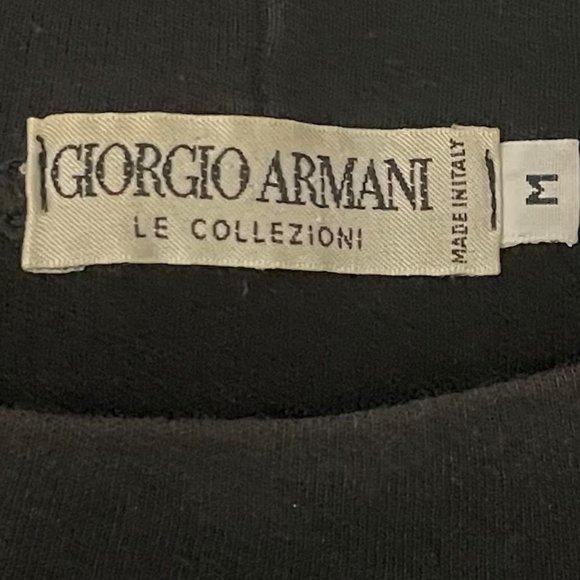 GIORGIO ARMANI
LE COLLEZIONI
MADE IN ITALY
M